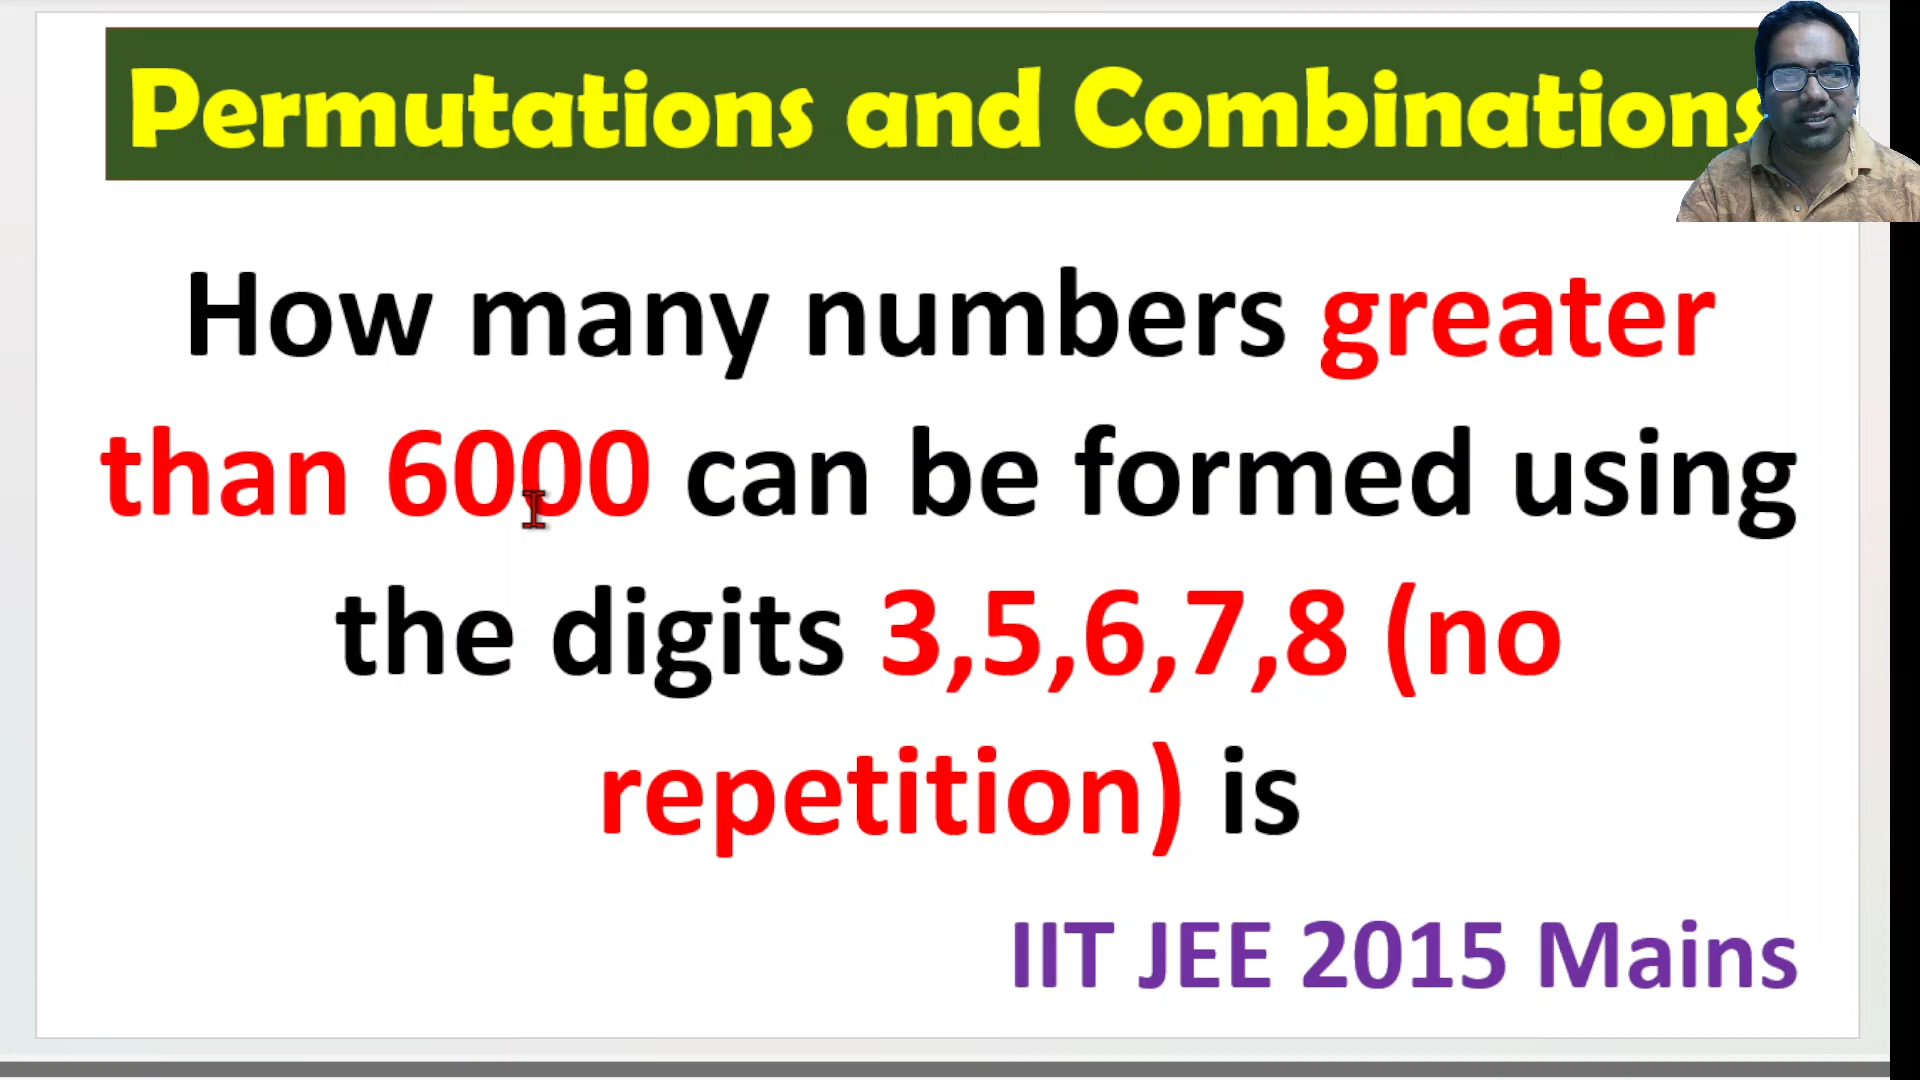 Permutations and Combinations
How many numbers greater
than 6000 can be formed using
the digits 3,5,6,7,8 (no
repetition) is
IIT JEE 2015 Mains